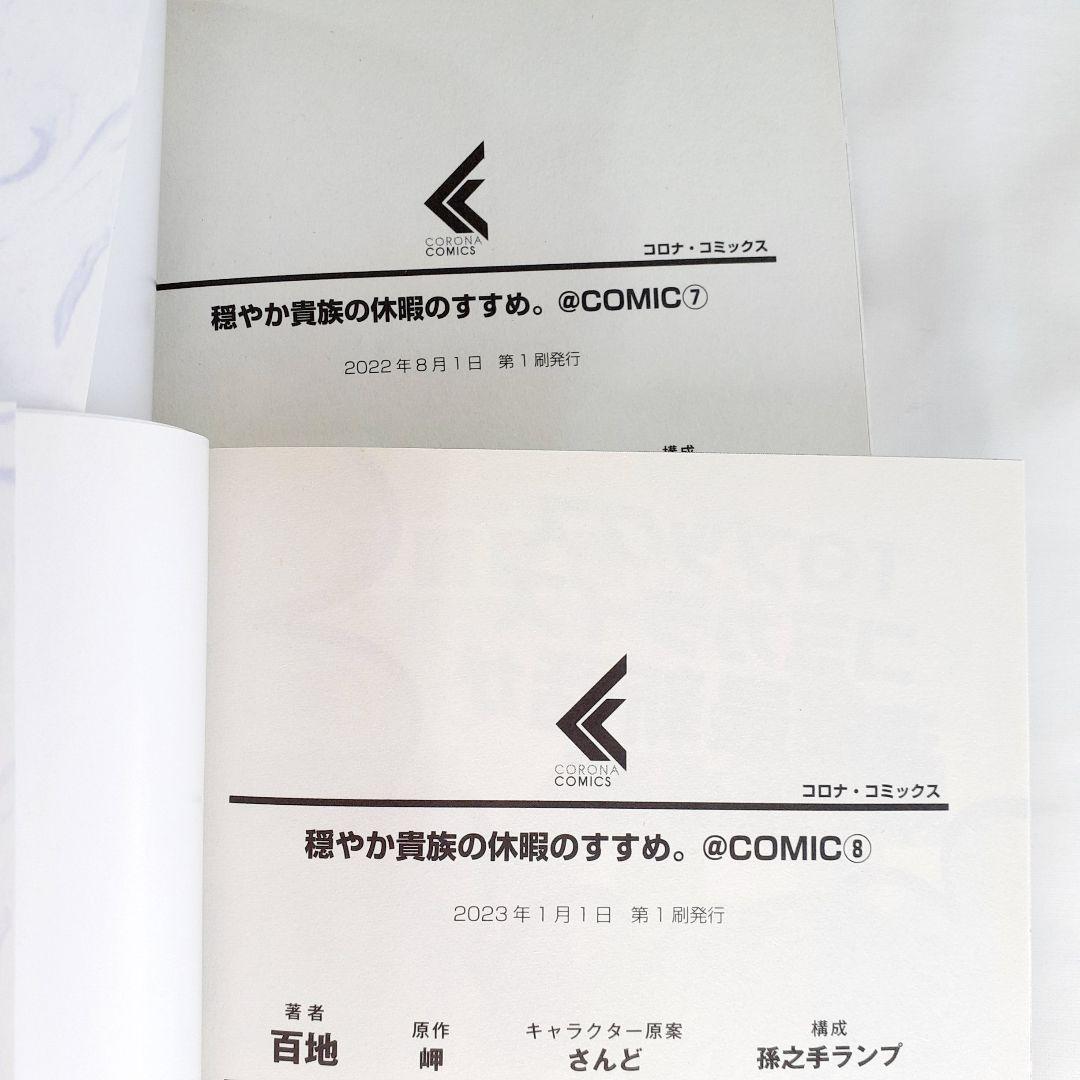 CORONA
COMICS
コロナ・コミックス
穏やか貴族の休暇のすすめ。@COMIC⑦
2022年8月1日 第1刷発行
構成
CORONA
COMICS
コロナ・コミックス
穏やか貴族の休暇のすすめ。@COMIC⑧
2023年1月1日 第1刷発行
著者 原作 キャラクター原案 構成
百地 岬 さんど 孫之手ランプ